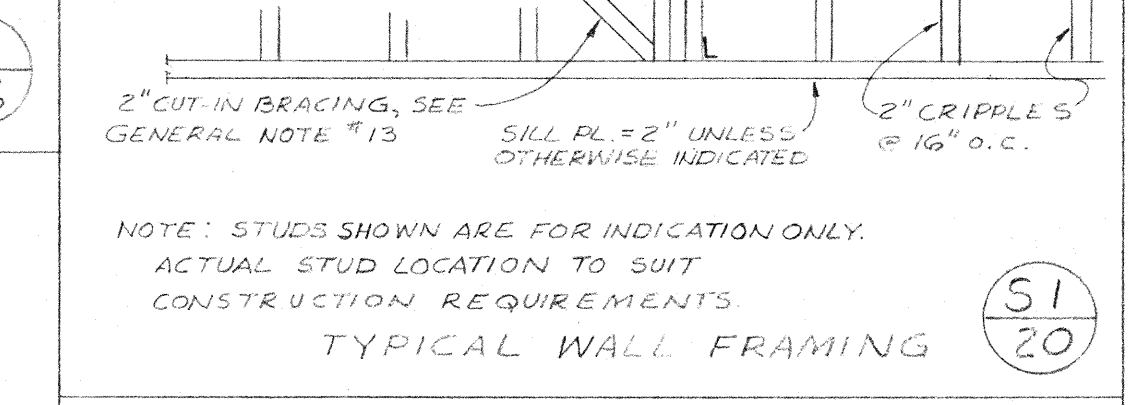 2" CUT-IN BRACING, SEE
GENERAL NOTE #13
SILL PL. = 2" UNLESS
OTHERWISE INDICATED
2" CRIPPLES
@ 16" O.C.
NOTE: STUDS SHOWN ARE FOR INDICATION ONLY.
ACTUAL STUD LOCATION TO SUIT
CONSTRUCTION REQUIREMENTS.
TYPICAL WALL FRAMING
S1
20